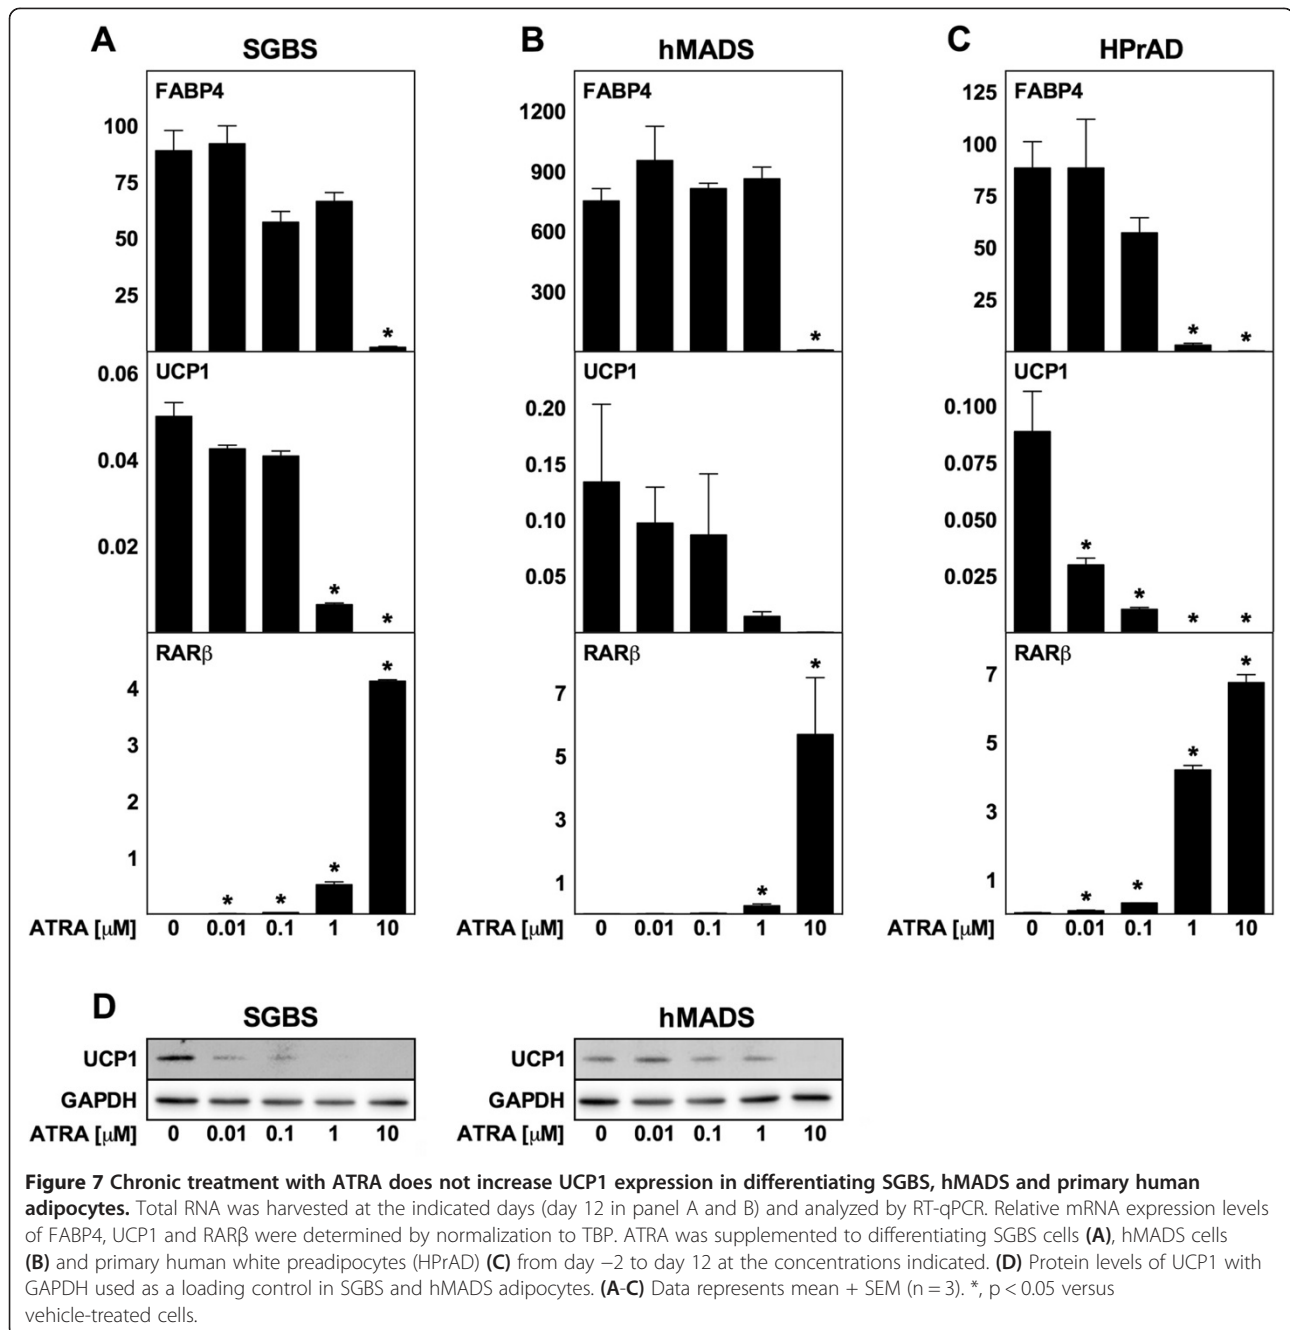 A
SGBS
FABP4
100
75
50
25
*
UCP1
0.06
0.04
0.02
*
*
RARβ
4
3
2
1
*
*
*
*
ATRA [µM] 0 0.01 0.1 1 10
B
hMADS
FABP4
1200
900
600
300
*
UCP1
0.20
0.15
0.10
0.05
RARβ
7
5
3
1
*
*
ATRA [µM] 0 0.01 0.1 1 10
C
HPrAD
FABP4
125
100
75
50
25
*
*
UCP1
0.100
0.075
0.050
0.025
*
*
*
*
RARβ
7
5
3
1
*
*
*
*
ATRA [µM] 0 0.01 0.1 1 10
D
SGBS
UCP1
GAPDH
ATRA [µM] 0 0.01 0.1 1 10
hMADS
UCP1
GAPDH
ATRA [µM] 0 0.01 0.1 1 10
Figure 7 Chronic treatment with ATRA does not increase UCP1 expression in differentiating SGBS, hMADS and primary human
adipocytes. Total RNA was harvested at the indicated days (day 12 in panel A and B) and analyzed by RT-qPCR. Relative mRNA expression levels
of FABP4, UCP1 and RARβ were determined by normalization to TBP. ATRA was supplemented to differentiating SGBS cells (A), hMADS cells
(B) and primary human white preadipocytes (HPrAD) (C) from day −2 to day 12 at the concentrations indicated. (D) Protein levels of UCP1 with
GAPDH used as a loading control in SGBS and hMADS adipocytes. (A-C) Data represents mean + SEM (n = 3). *, p < 0.05 versus
vehicle-treated cells.